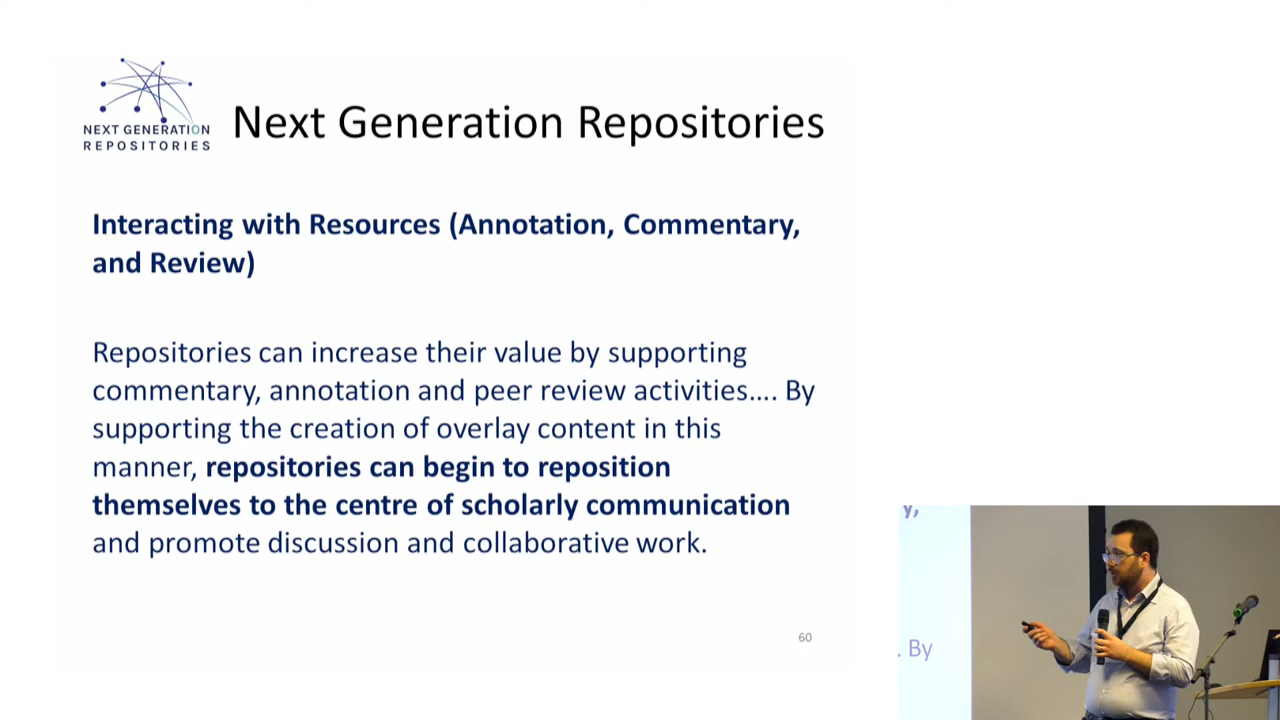 NEXT GENERATION
REPOSITORIES
Next Generation Repositories
Interacting with Resources (Annotation, Commentary,
and Review)
Repositories can increase their value by supporting
commentary, annotation and peer review activities.... By
supporting the creation of overlay content in this
manner, repositories can begin to reposition
themselves to the centre of scholarly communication
and promote discussion and collaborative work.
60
y,
. By